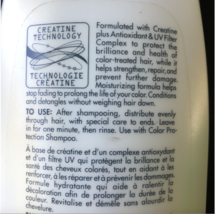 CREATINE
TECHNOLOGY
TECHNOLOGIE
CRÉATINE
Formulated with Creatine
plus Antioxidant & UV Filter
Complex to protect the
brilliance and health of
color-treated hair, while it
helps strengthen, repair, and
prevent further damage.
Moisturizing formula helps
stop fading to prolong the life of your color. Conditions
and detangles without weighing hair down.
TO USE: After shampooing, distribute evenly
through hair, with special care to ends. Leave
in for one minute, then rinse. Use with Color Pro-
tection Shampoo.
À base de créatine et d'un complexe antioxydant
et d'un filtre UV qui protègent la brillance et la
santé des cheveux colorés, tout en aidant à les
renforcer, à les réparer et à prévenir les dommages.
Formule hydratante qui aide à ralentir la
décoloration afin de prolonger la durée de la
couleur. Revitalise et démêle sans alourdir la